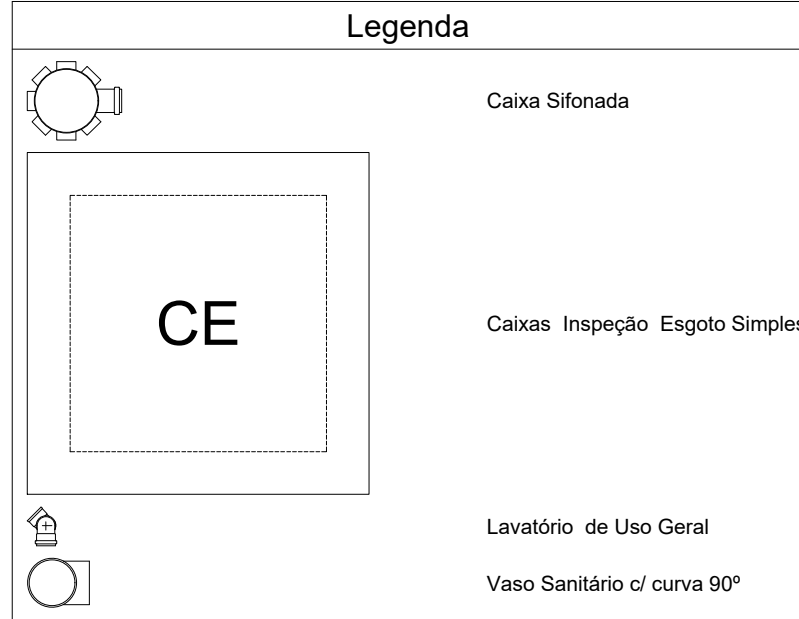 Legenda
Caixa Sifonada
CE
Caixas Inspeção Esgoto Simples
Lavatório de Uso Geral
Vaso Sanitário c/ curva 90º